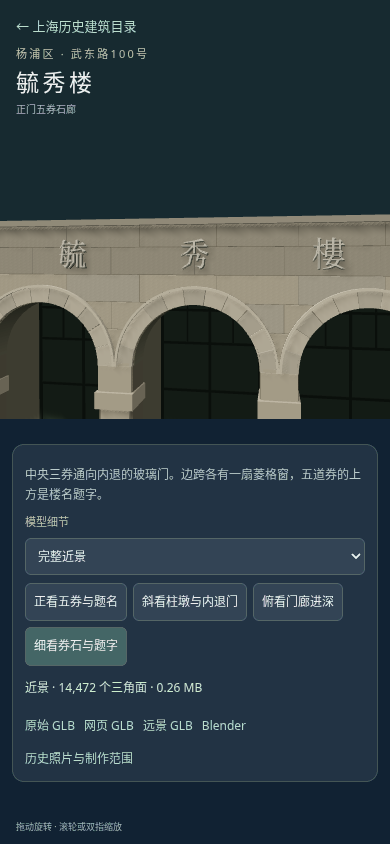 ← 上海历史建筑目录
杨浦区 · 武东路100号
毓秀楼
正门五券石廊
毓 秀 樓
中央三券通向内退的玻璃门。边跨各有一扇菱格窗，五道券的上
方是楼名题字。
模型细节
完整近景
正看五券与题名 斜看柱墩与内退门 俯看门廊进深
细看券石与题字
近景 · 14,472 个三角面 · 0.26 MB
原始 GLB 网页 GLB 远景 GLB Blender
历史照片与制作范围
拖动旋转 · 滚轮或双指缩放